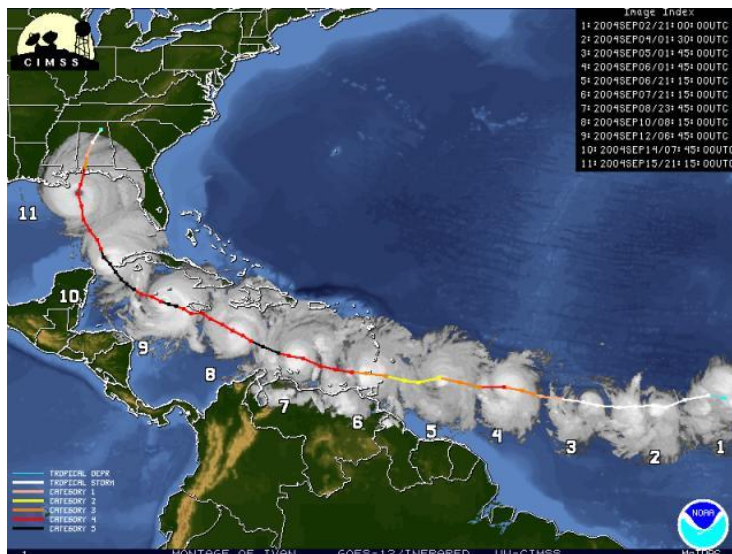 Image Index
1: 2004SEP02/21:00:00UTC
2: 2004SEP04/01:30:00UTC
3: 2004SEP05/01:45:00UTC
4: 2004SEP06/01:45:00UTC
5: 2004SEP06/21:15:00UTC
6: 2004SEP07/21:15:00UTC
7: 2004SEP08/23:45:00UTC
8: 2004SEP10/08:15:00UTC
9: 2004SEP12/06:45:00UTC
10: 2004SEP14/07:45:00UTC
11: 2004SEP15/21:15:00UTC
CIMSS
11
10
9
8
7
6
5
4
3
2
1
TROPICAL DEPR
TROPICAL STORM
CATEGORY 1
CATEGORY 2
CATEGORY 3
CATEGORY 4
CATEGORY 5
NOAA
1 MONTAGE OF IVAN GOES-12/INFRARED UW-CIMSS McIDAS